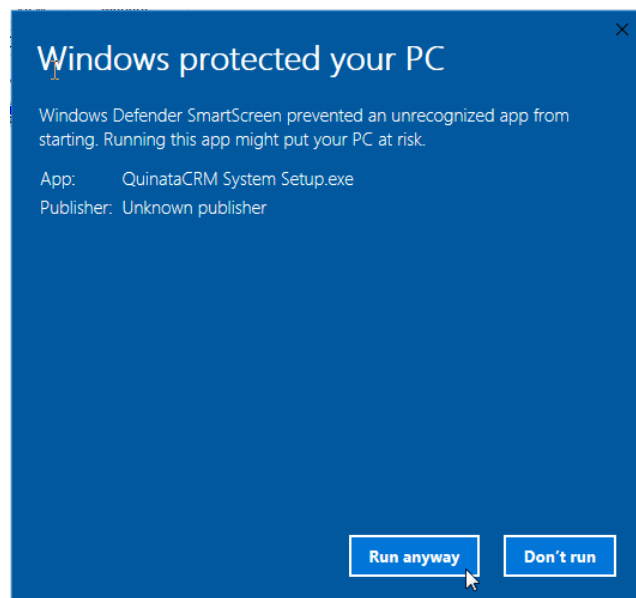 Windows protected your PC
Windows Defender SmartScreen prevented an unrecognized app from
starting. Running this app might put your PC at risk.
App: QuinataCRM System Setup.exe
Publisher: Unknown publisher
Run anyway Don't run